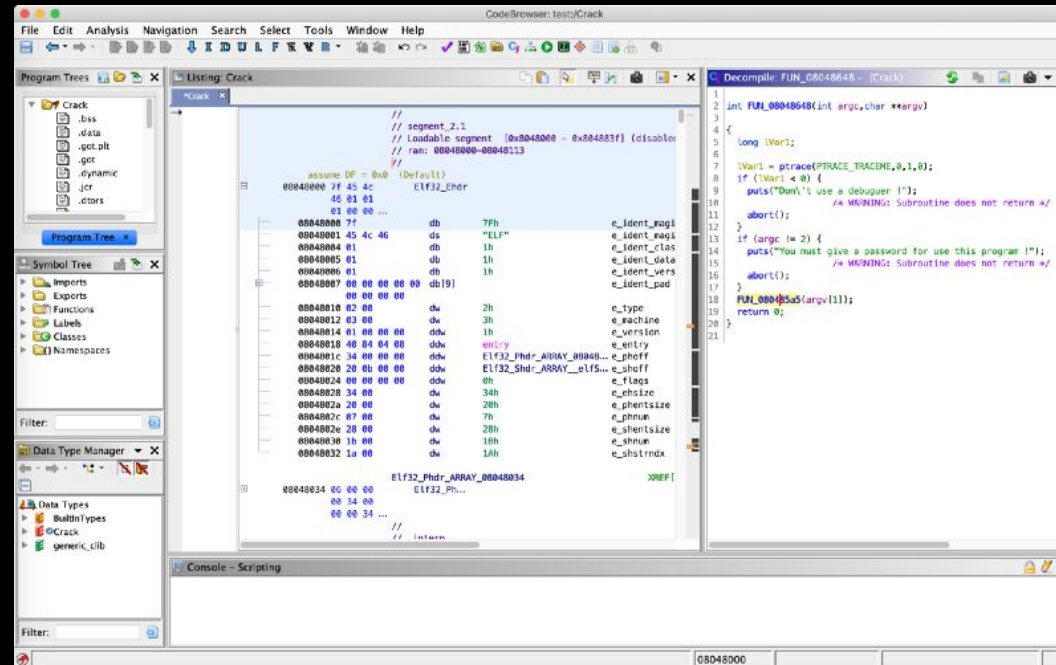 CodeBrowser: test:/Crack
File Edit Analysis Navigation Search Select Tools Window Help
Program Trees
Crack
.bss
.data
.got.plt
.got
.dynamic
.jcr
.dtors
Program Tree
Symbol Tree
Imports
Exports
Functions
Labels
Classes
Namespaces
Filter:
Data Type Manager
Data Types
BuiltInTypes
Crack
generic_clib
Filter:
Listing: Crack
*Crack
//
// segment_2.1
// Loadable segment [0x8048000 - 0x804883f] (disabled
// ram: 08048000-08048113
//
assume DF = 0x0 (Default)
08048000 7f 45 4c Elf32_Ehdr
46 01 01
01 00 00 ...
08048000 7f db 7Fh e_ident_magi
08048001 45 4c 46 ds "ELF" e_ident_magi
08048004 01 db 1h e_ident_clas
08048005 01 db 1h e_ident_data
08048006 01 db 1h e_ident_vers
08048007 00 00 00 00 00 db[9] e_ident_pad
00 00 00 00
08048010 02 00 dw 2h e_type
08048012 03 00 dw 3h e_machine
08048014 01 00 00 00 ddw 1h e_version
08048018 40 84 04 08 ddw entry e_entry
0804801c 34 00 00 00 ddw Elf32_Phdr_ARRAY_08048... e_phoff
08048020 20 0b 00 00 ddw Elf32_Shdr_ARRAY__elfS... e_shoff
08048024 00 00 00 00 ddw 0h e_flags
08048028 34 00 dw 34h e_ehsize
0804802a 20 00 dw 20h e_phentsize
0804802c 07 00 dw 7h e_phnum
0804802e 28 00 dw 28h e_shentsize
08048030 1b 00 dw 1Bh e_shnum
08048032 1a 00 dw 1Ah e_shstrndx
Elf32_Phdr_ARRAY_08048034 XREF[
08048034 06 00 00 Elf32_Ph...
00 34 00
00 00 34 ...
//
// intern
Decompile: FUN_08048648 - (Crack)
1
2 int FUN_08048648(int argc,char **argv)
3
4 {
5 long lVar1;
6
7 lVar1 = ptrace(PTRACE_TRACEME,0,1,0);
8 if (lVar1 < 0) {
9 puts("Don\'t use a debuguer !");
10 /* WARNING: Subroutine does not return */
11 abort();
12 }
13 if (argc != 2) {
14 puts("You must give a password for use this program !");
15 /* WARNING: Subroutine does not return */
16 abort();
17 }
18 FUN_080485a5(argv[1]);
19 return 0;
20 }
21
Console - Scripting
08048000